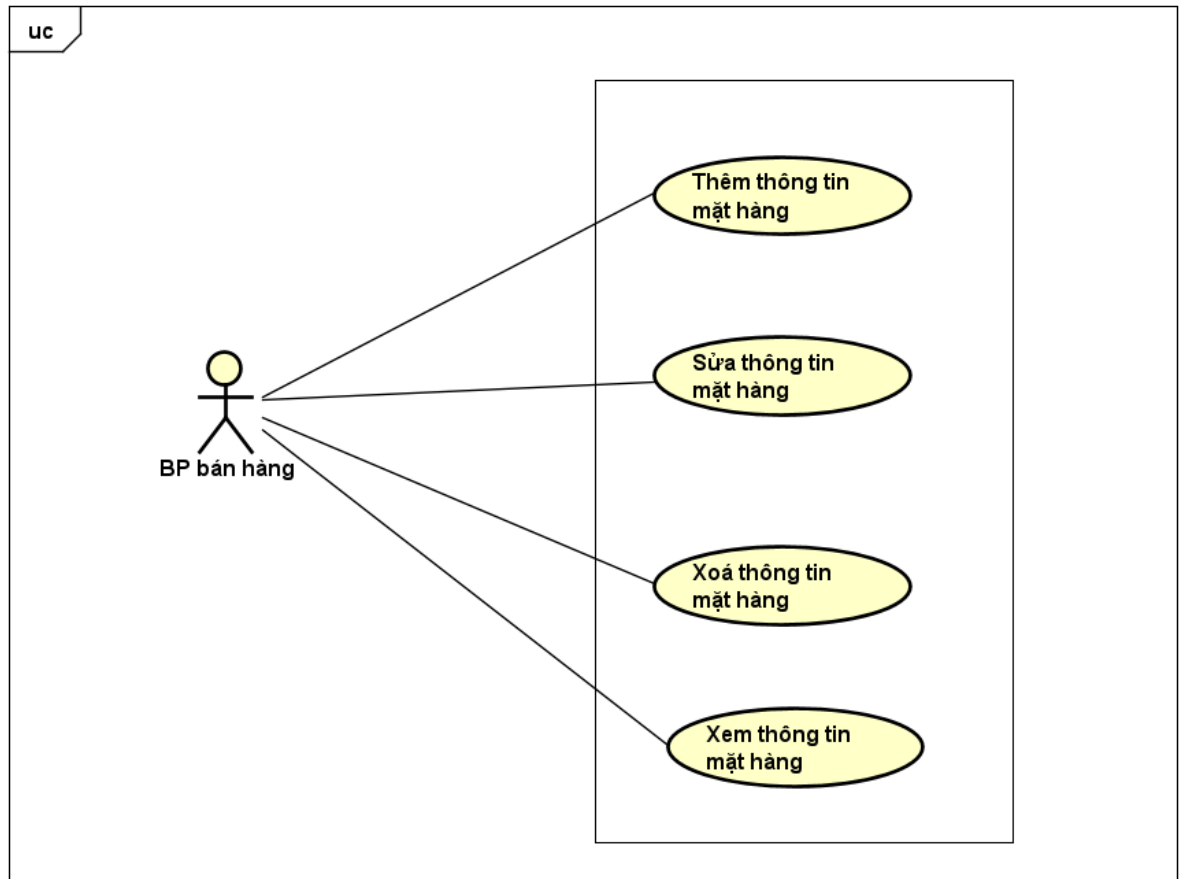 uc
Thêm thông tin
mặt hàng
Sửa thông tin
mặt hàng
BP bán hàng
Xoá thông tin
mặt hàng
Xem thông tin
mặt hàng